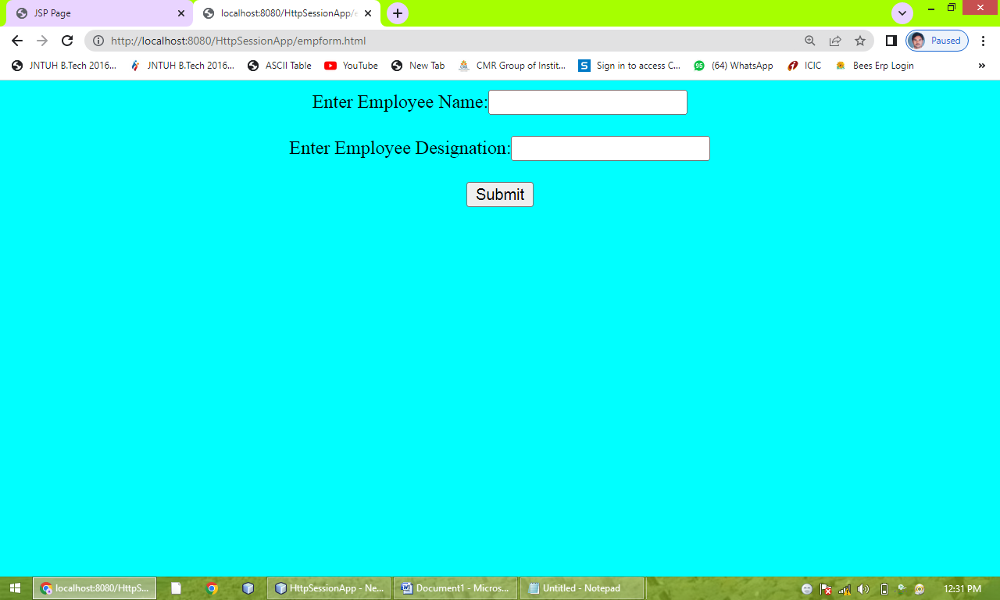 JSP Page
localhost:8080/HttpSessionApp/e
http://localhost:8080/HttpSessionApp/empform.html
Paused
JNTUH B.Tech 2016... JNTUH B.Tech 2016... ASCII Table YouTube New Tab CMR Group of Instit... S Sign in to access C... 95 (64) WhatsApp ICIC Bees Erp Login »
Enter Employee Name:
Enter Employee Designation:
Submit
localhost:8080/HttpS... HttpSessionApp - Ne... Document1 - Micros... Untitled - Notepad 12:31 PM